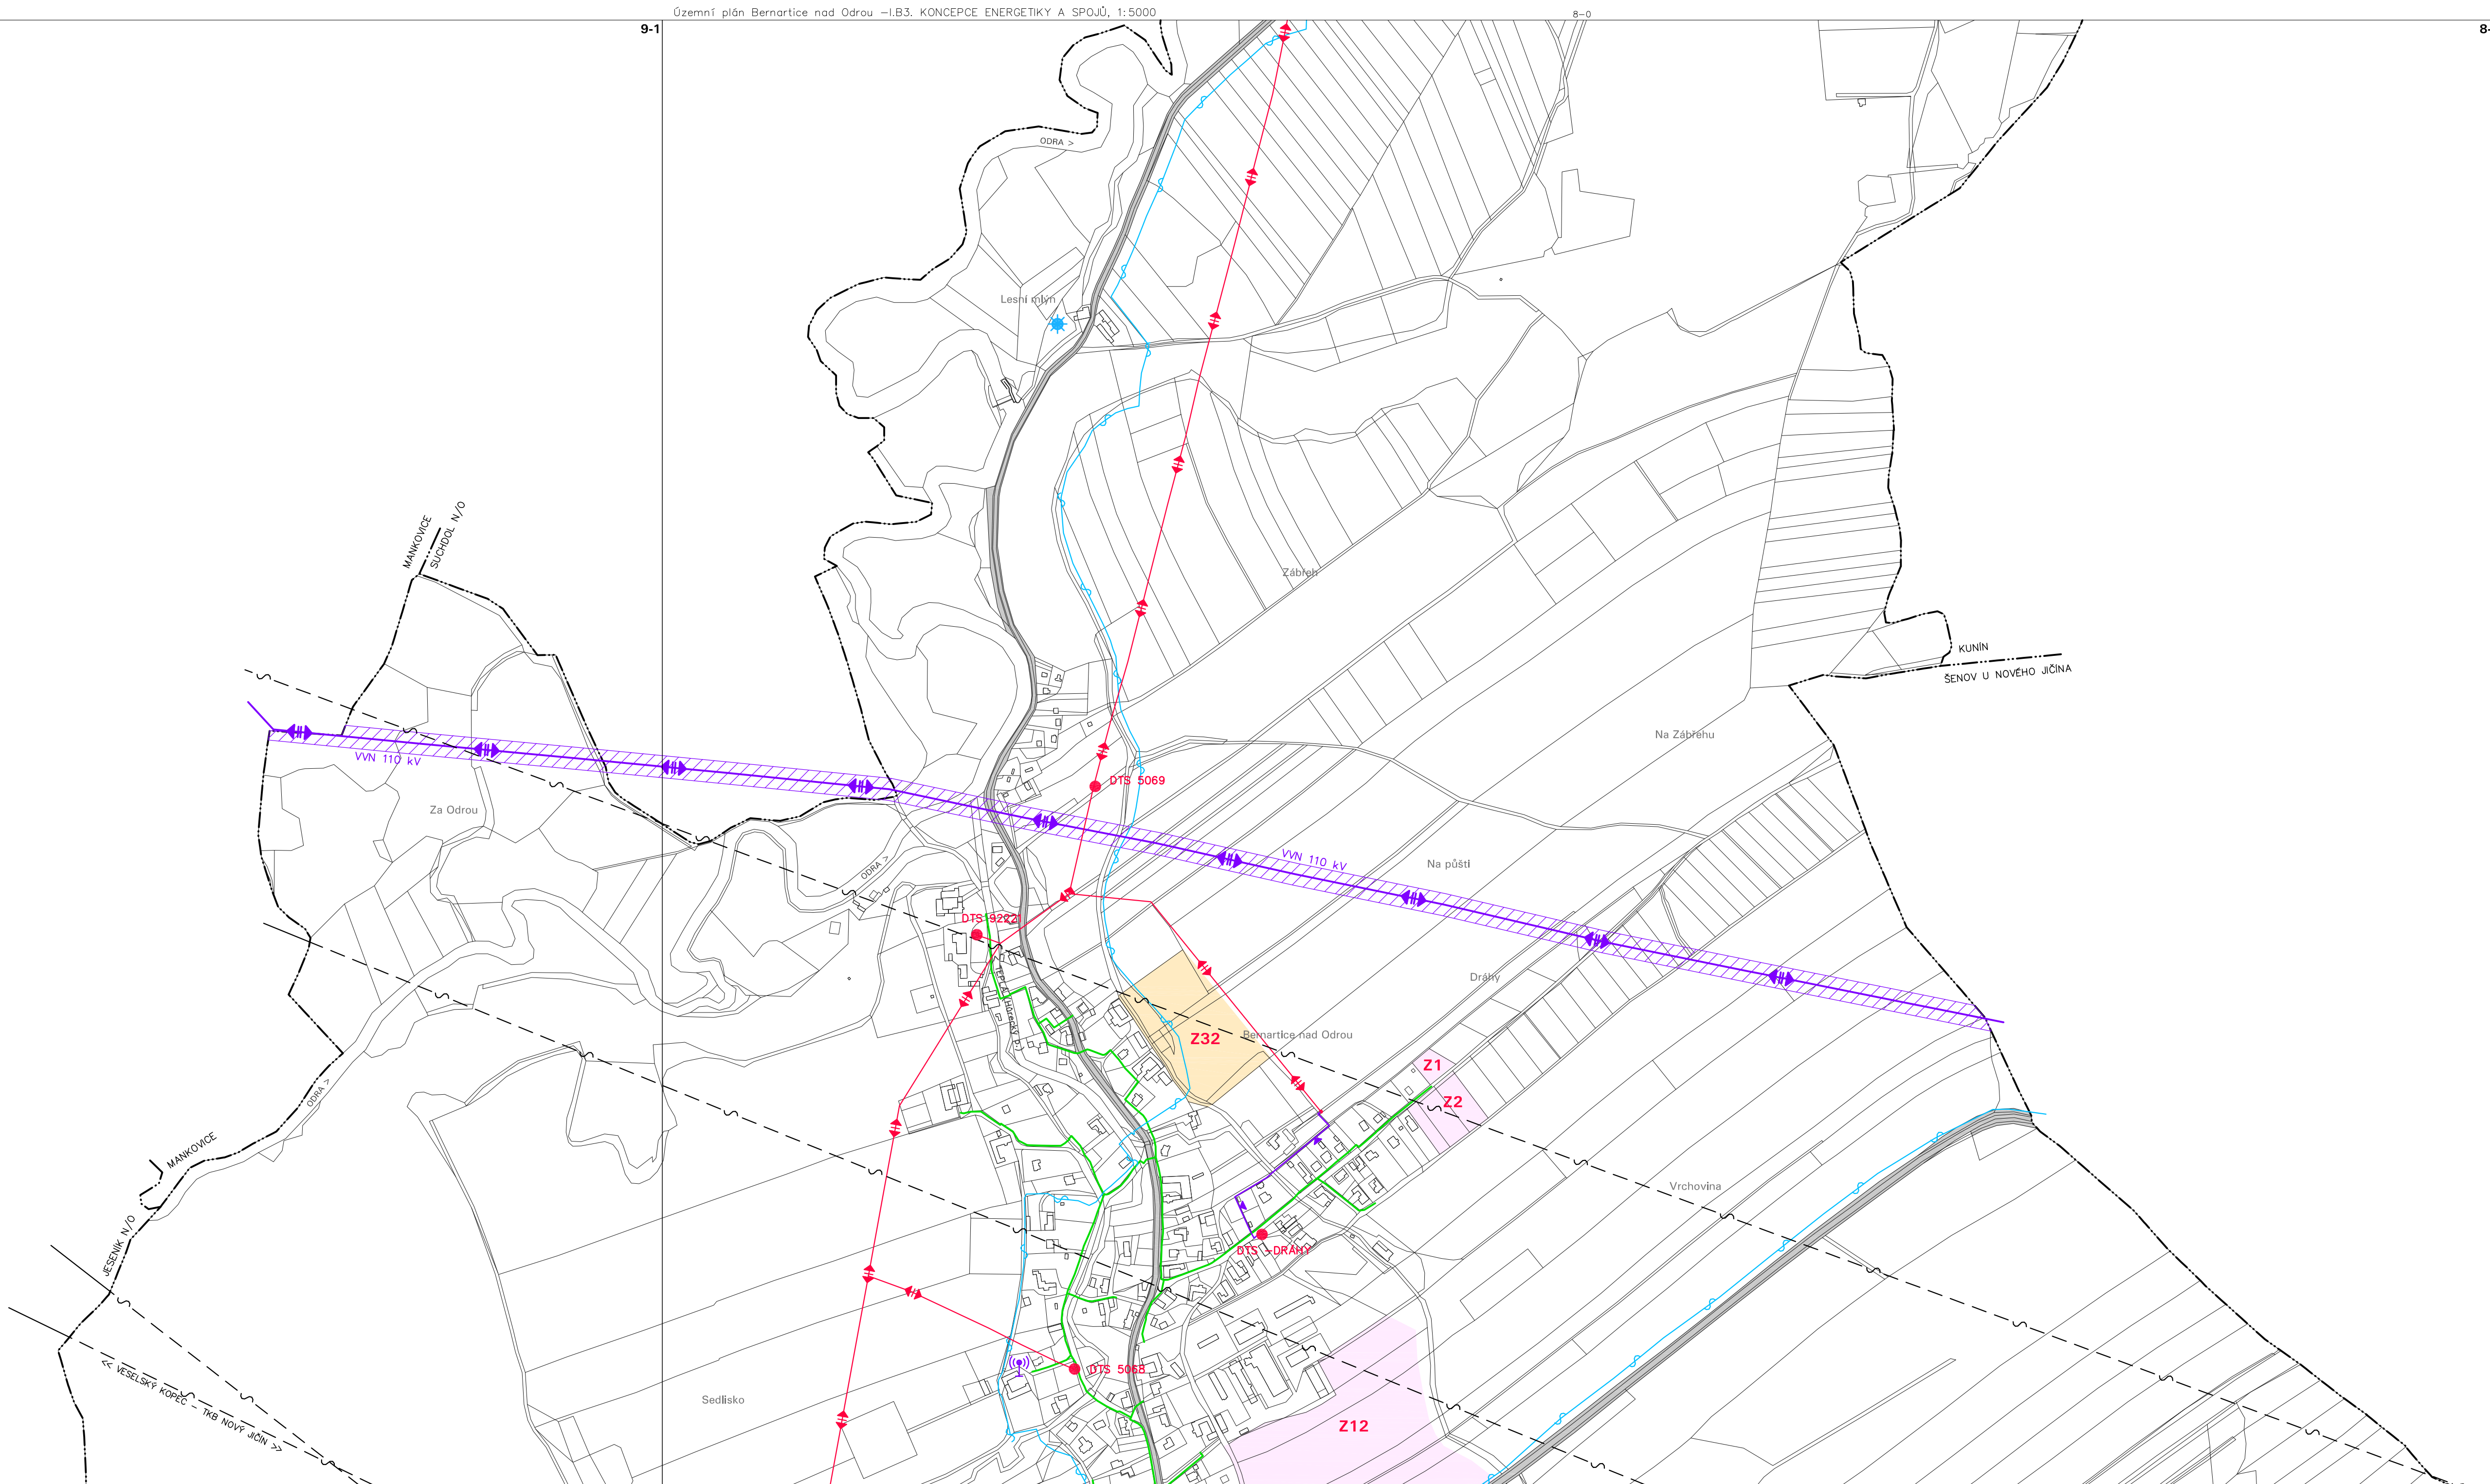 Územní plán Bernartice nad Odrou –I.B3. KONCEPCE ENERGETIKY A SPOJŮ, 1:5000
8-0
9-1
8-
ODRA >
Lesní mlýn
MANKOVICE
SUCHDOL N/O
Zábřeh
KUNÍN
ŠENOV U NOVÉHO JIČÍNA
Na Zábřehu
VVN 110 kV
DTS 5069
Za Odrou
ODRA >
VVN 110 kV
Na půšti
DTS 92221
Dráhy
TEPLÁ / Hůrecký
Z32
Bernartice nad Odrou
Z1
Z2
ODRA >
MANKOVICE
JESENÍK N/O
Vrchovina
DTS -DRÁHY
DTS 5068
<< VESELSKÝ KOPEC - TKB NOVÝ JIČÍN >>
Sedlisko
Z12